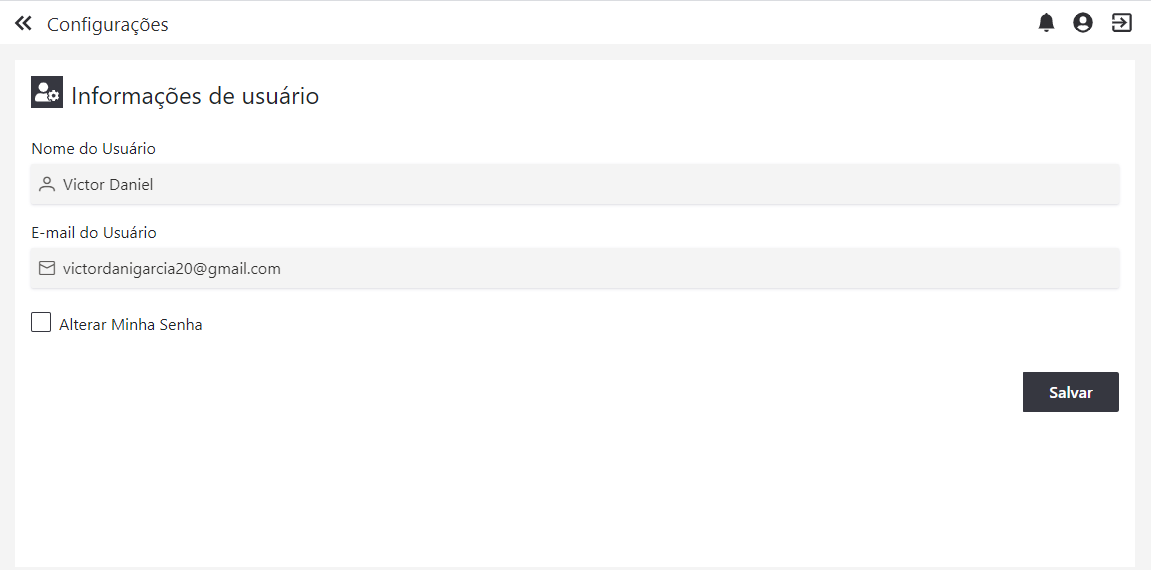 Configurações
Informações de usuário
Nome do Usuário
Victor Daniel
E-mail do Usuário
victordanigarcia20@gmail.com
Alterar Minha Senha
Salvar